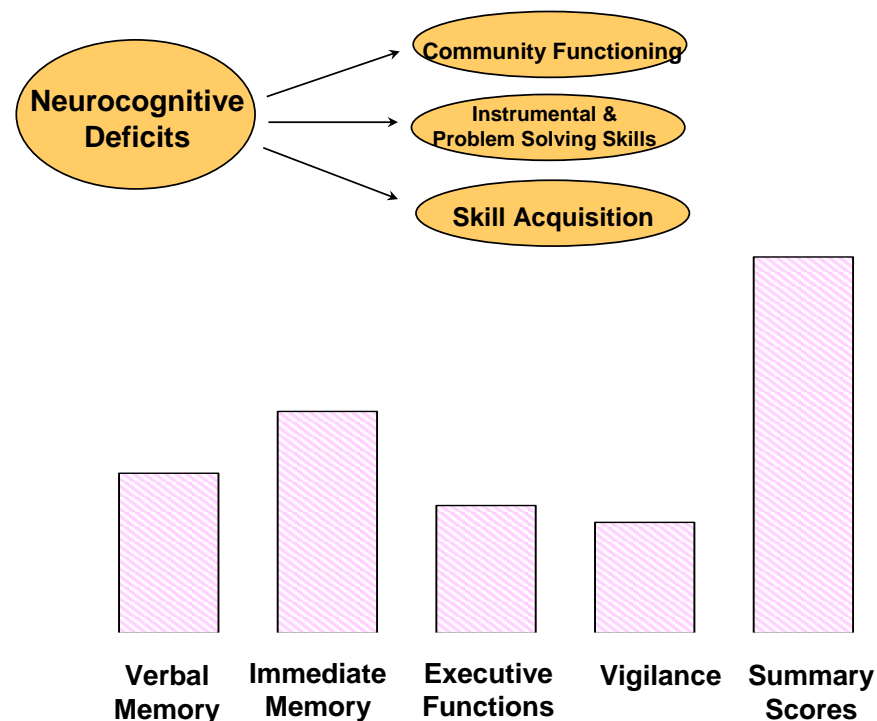 Community Functioning
Neurocognitive
Deficits
Instrumental &
Problem Solving Skills
Skill Acquisition
Verbal
Memory
Immediate
Memory
Executive
Functions
Vigilance
Summary
Scores